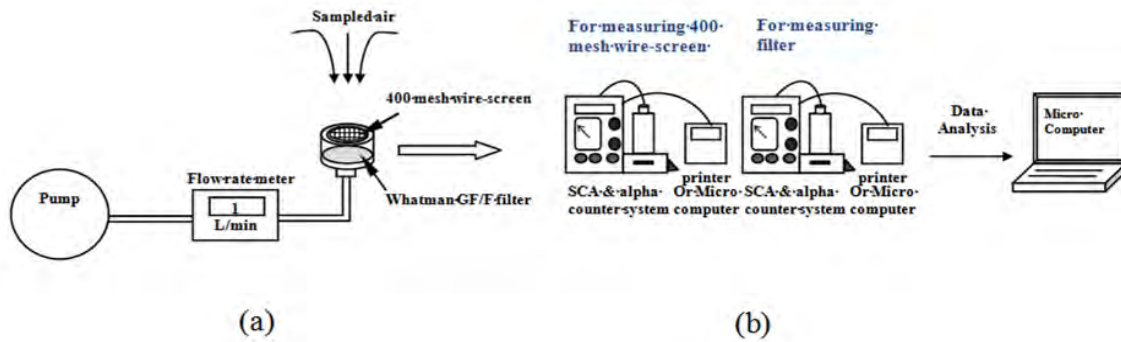 Sampled·air
400·mesh·wire-screen
Flow·rate·meter
Pump
1
L/min
Whatman·GF/F·filter
(a)
For·measuring·400·
mesh·wire·screen·
For·measuring·
filter
SCA·&·alpha·
counter·system
printer
Or·Micro·
computer
SCA·&·alpha·
counter·system
printer
Or·Micro·
computer
Data·
Analysis
Micro·
Computer
(b)